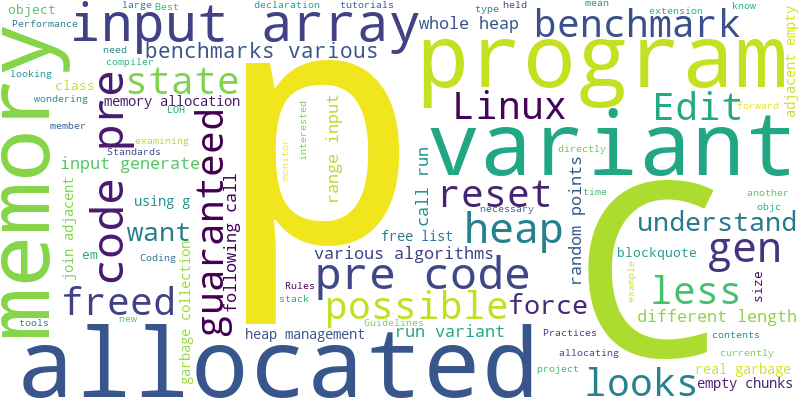 object
large
Best
declaration
tutorials
held
mean
extension
know
Performance
need
compiler
input array
type
whole heap
benchmark
adjacent empty
benchmarks various
looking
class
state
program
wondering
memory allocation
LOH
Linux
Edit
memory
code pre
p
range input
interested
variant
member
Standards
examining
monitor
forward
directly
input generate
guaranteed
call run
reset
necessary
time
another
objc
random points
C
join adjacent
using g
following call
want
free list
heap
understand
em
Coding
various algorithms
blockquote
gen
garbage collection
pre code
size
example
less
Rules
stack
freed
possible
force
different length
tools
new
heap management
Guidelines
run variant
Practices
contents
allocated
allocating
currently
project
looks
real garbage
empty chunks